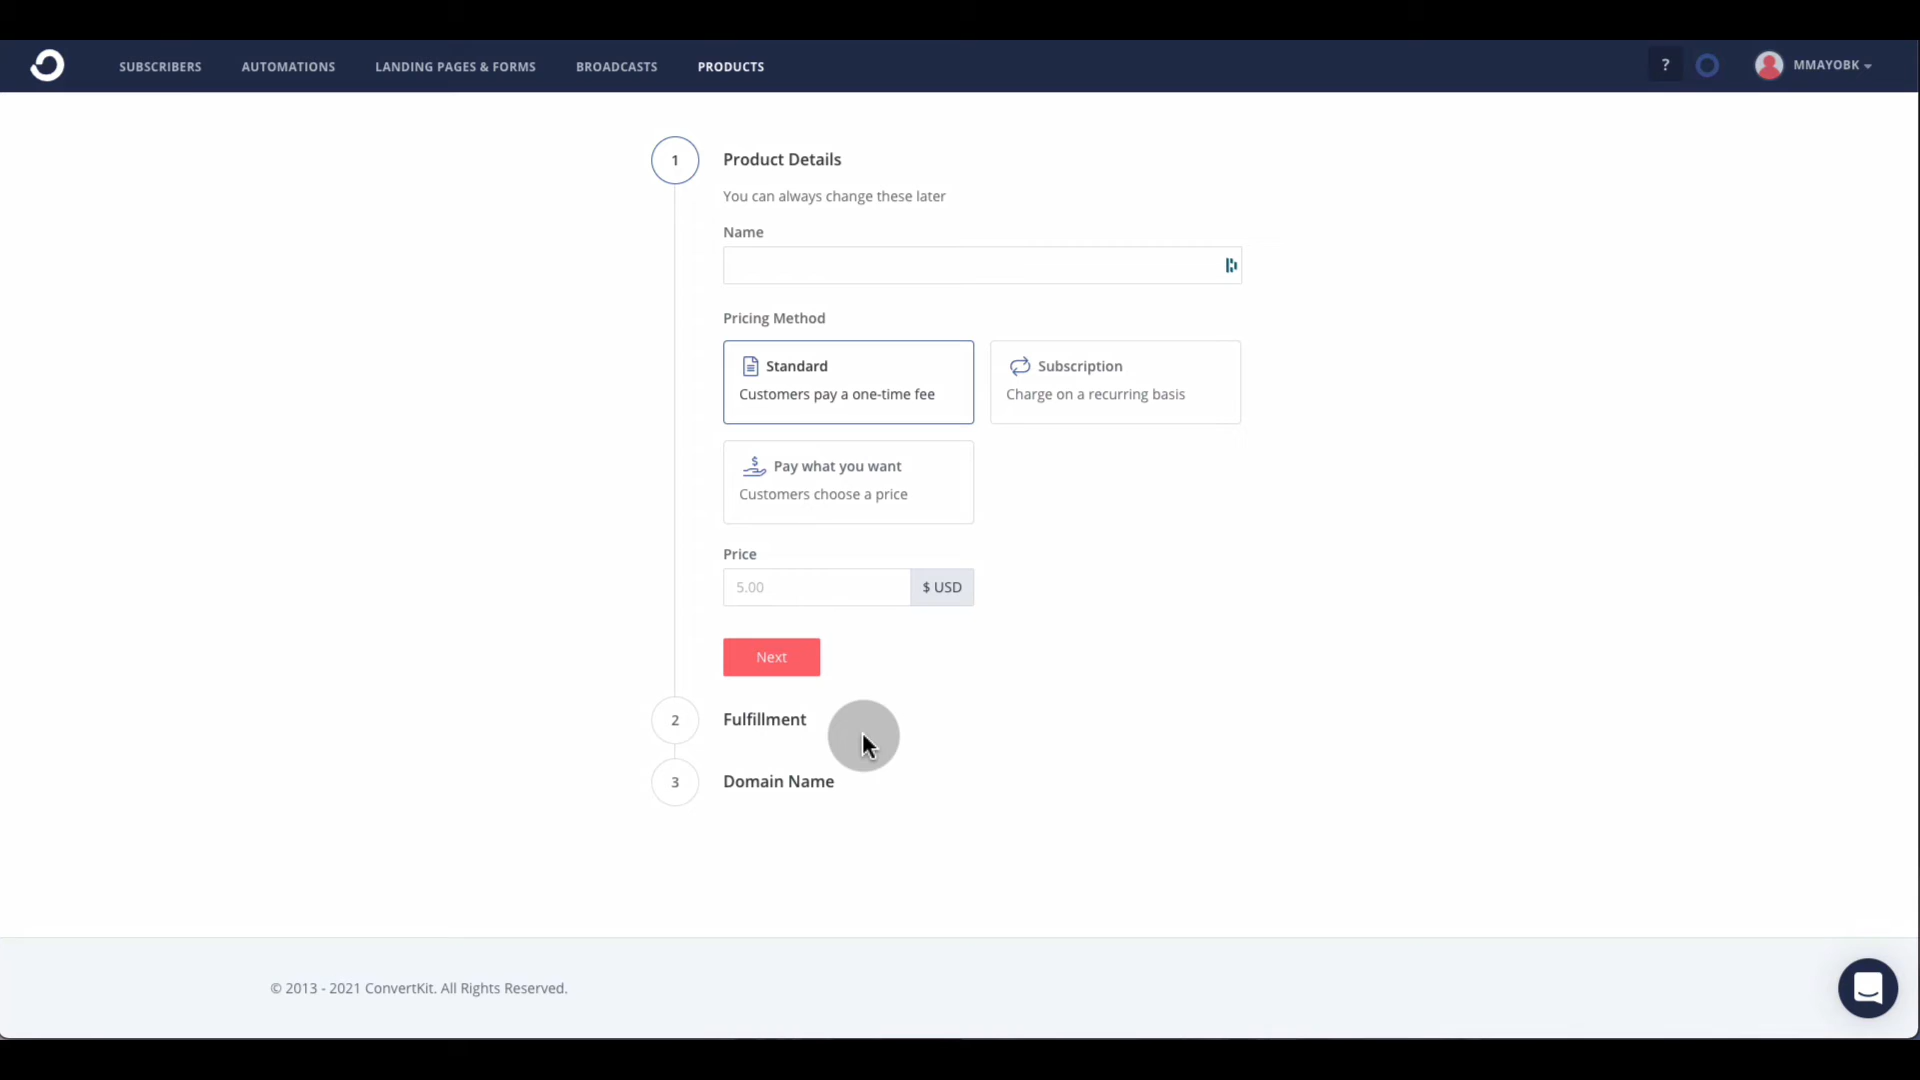 SUBSCRIBERS AUTOMATIONS LANDING PAGES & FORMS BROADCASTS PRODUCTS ? MMAYOBK
1 Product Details
You can always change these later
Name
Pricing Method
Standard
Customers pay a one-time fee
Subscription
Charge on a recurring basis
Pay what you want
Customers choose a price
Price
5.00 $ USD
Next
2 Fulfillment
3 Domain Name
© 2013 - 2021 ConvertKit. All Rights Reserved.